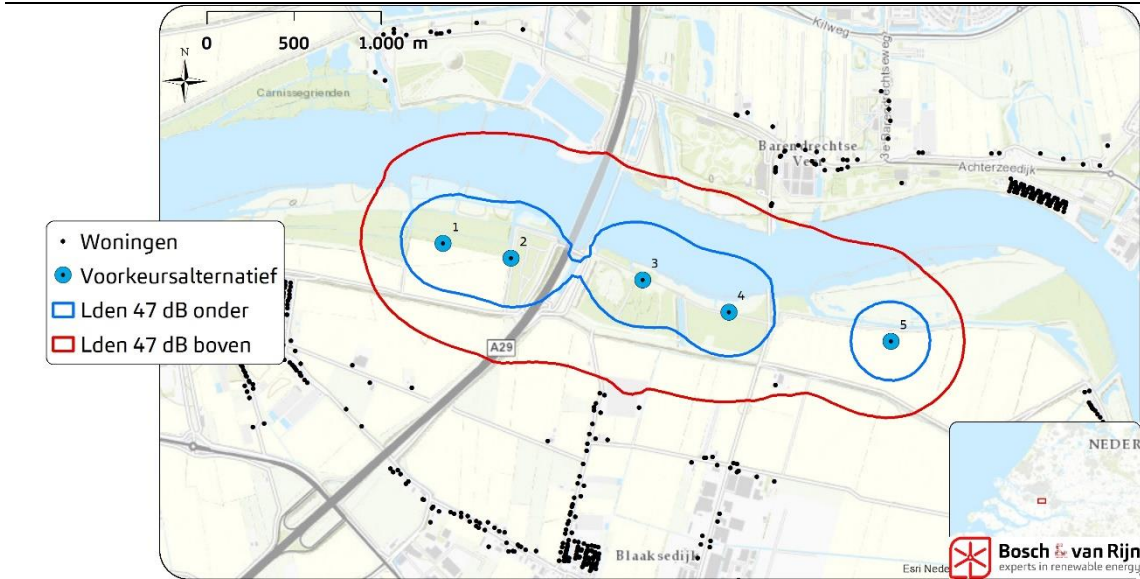 N
0 500 1.000 m
Kilweg
Carnissegrienden
3e Barendrechtseweg
Barendrechtse
Veer
Achterzeedijk
Woningen
Voorkeursalternatief
Lden 47 dB onder
Lden 47 dB boven
1
2
3
4
5
A29
Blaaksedijk
NEDER
Esri Nede
Bosch & van Rijn
experts in renewable energy